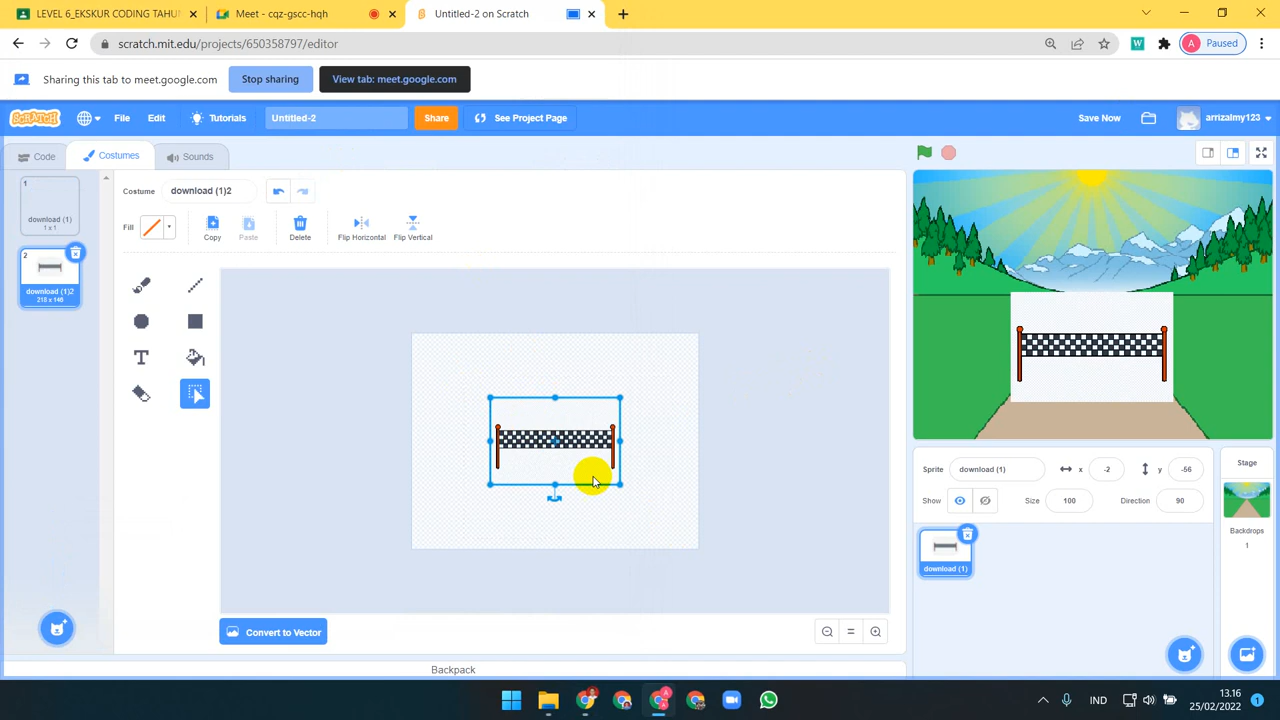 LEVEL 6_EKSKUR CODING TAHUN
Meet - cqz-gscc-hqh
Untitled-2 on Scratch
scratch.mit.edu/projects/650358797/editor
W
A Paused
Sharing this tab to meet.google.com
Stop sharing
View tab: meet.google.com
SCRATCH
File
Edit
Tutorials
Untitled-2
Share
See Project Page
Save Now
arrizalmy123
Code
Costumes
Sounds
1
download (1)
1 x 1
2
download (1)2
218 x 146
Costume
download (1)2
Fill
Copy
Paste
Delete
Flip Horizontal
Flip Vertical
T
Convert to Vector
Backpack
Sprite
download (1)
x
-2
y
-56
Show
Size
100
Direction
90
download (1)
Stage
Backdrops
1
IND
13.16
25/02/2022
1